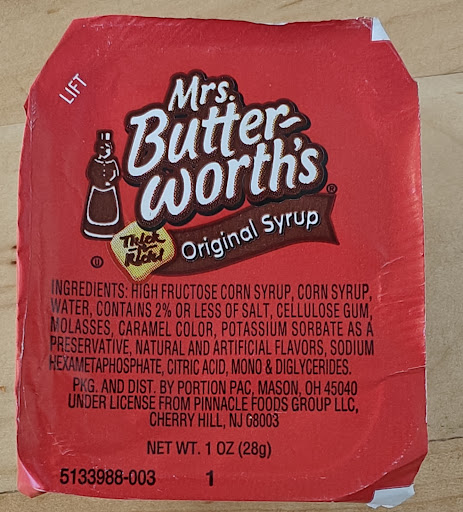 LIFT
Mrs.
Butter-
worth's®
Thick
n
Rich!
Original Syrup
INGREDIENTS: HIGH FRUCTOSE CORN SYRUP, CORN SYRUP,
WATER, CONTAINS 2% OR LESS OF SALT, CELLULOSE GUM,
MOLASSES, CARAMEL COLOR, POTASSIUM SORBATE AS A
PRESERVATIVE, NATURAL AND ARTIFICIAL FLAVORS, SODIUM
HEXAMETAPHOSPHATE, CITRIC ACID, MONO & DIGLYCERIDES.
PKG. AND DIST. BY PORTION PAC, MASON, OH 45040
UNDER LICENSE FROM PINNACLE FOODS GROUP LLC,
CHERRY HILL, NJ 08003
NET WT. 1 OZ (28g)
5133988-003 1